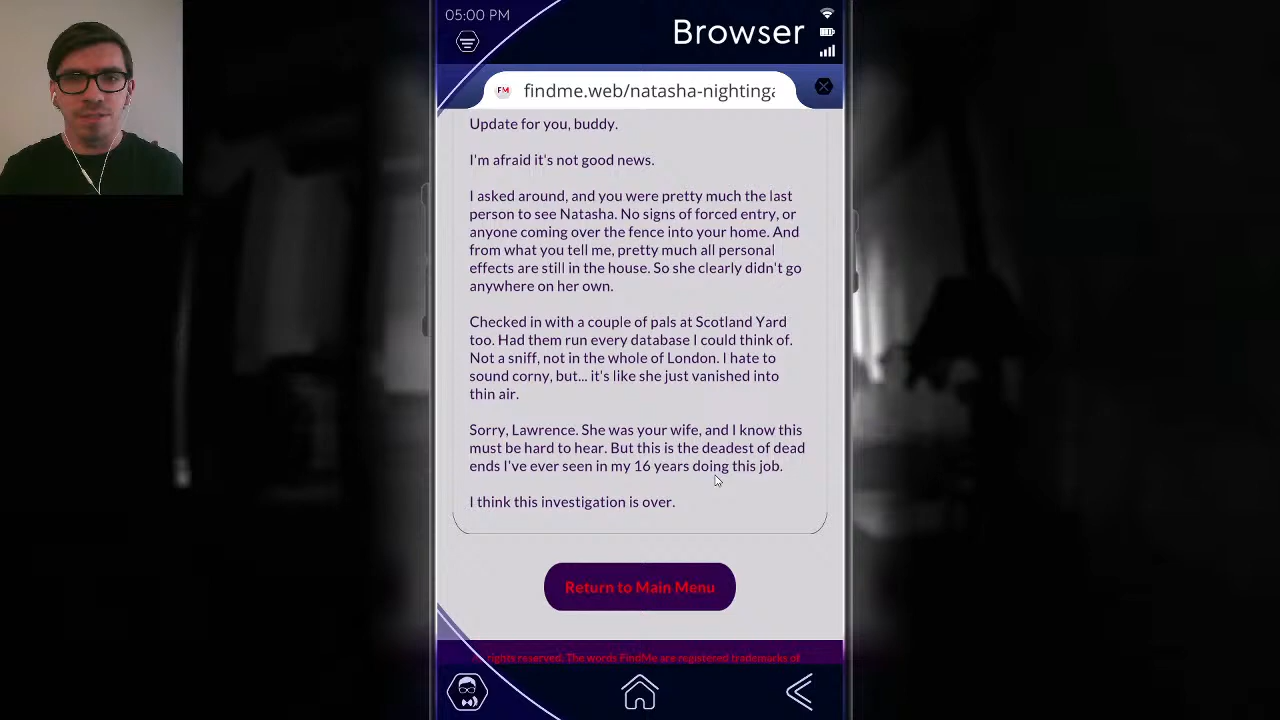 05:00 PM
Browser
FM
findme.web/natasha-nightinga
Update for you, buddy.
I'm afraid it's not good news.
I asked around, and you were pretty much the last
person to see Natasha. No signs of forced entry, or
anyone coming over the fence into your home. And
from what you tell me, pretty much all personal
effects are still in the house. So she clearly didn't go
anywhere on her own.
Checked in with a couple of pals at Scotland Yard
too. Had them run every database I could think of.
Not a sniff, not in the whole of London. I hate to
sound corny, but... it's like she just vanished into
thin air.
Sorry, Lawrence. She was your wife, and I know this
must be hard to hear. But this is the deadest of dead
ends I've ever seen in my 16 years doing this job.
I think this investigation is over.
Return to Main Menu
rights reserved. The words FindMe are registered trademarks of